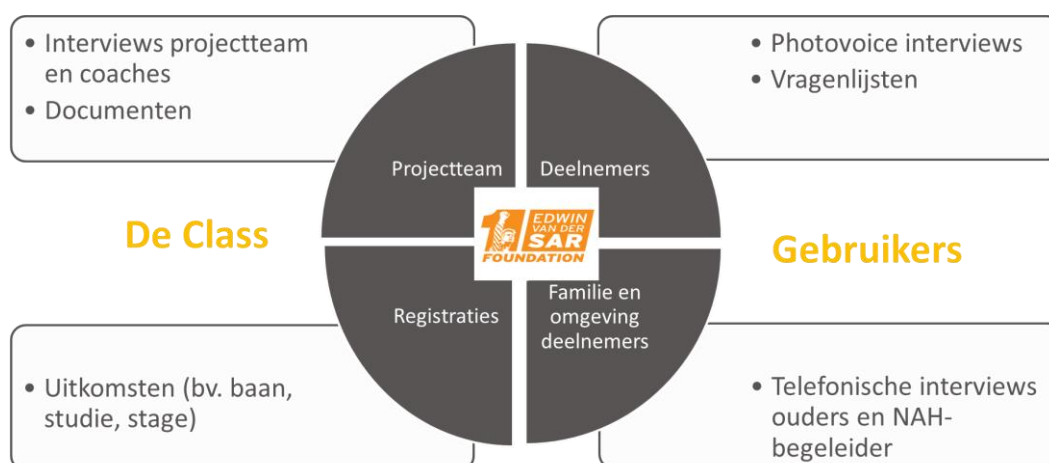 • Interviews projectteam
en coaches
• Documenten
• Photovoice interviews
• Vragenlijsten
Projectteam
Deelnemers
De Class
1
EDWIN
VAN DER
SAR
FOUNDATION
Gebruikers
Registraties
Familie en
omgeving
deelnemers
• Uitkomsten (bv. baan,
studie, stage)
• Telefonische interviews
ouders en NAH-
begeleider